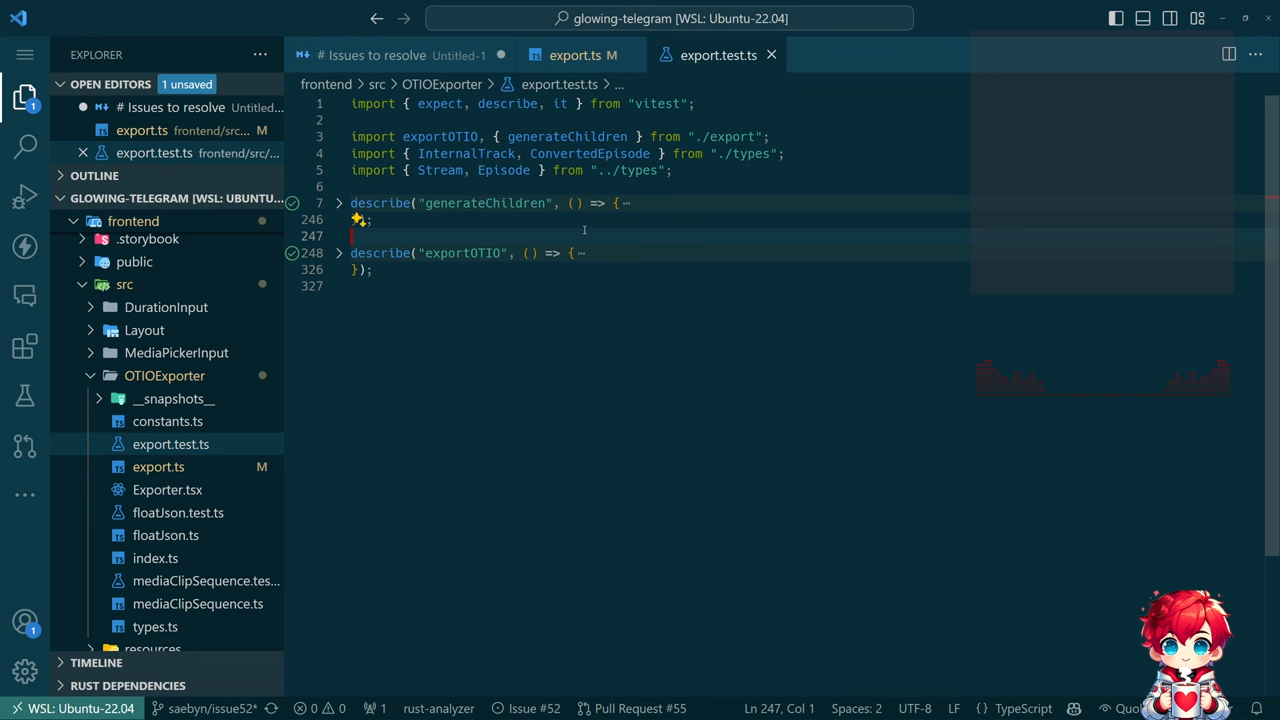 glowing-telegram [WSL: Ubuntu-22.04]
EXPLORER
# Issues to resolve Untitled-1
export.ts M
export.test.ts
OPEN EDITORS 1 unsaved
# Issues to resolve Untitled...
export.ts frontend/src... M
export.test.ts frontend/src/...
OUTLINE
GLOWING-TELEGRAM [WSL: UBUNTU...
frontend
.storybook
public
src
DurationInput
Layout
MediaPickerInput
OTIOExporter
__snapshots__
constants.ts
export.test.ts
export.ts M
Exporter.tsx
floatJson.test.ts
floatJson.ts
index.ts
mediaClipSequence.tes...
mediaClipSequence.ts
types.ts
resources
TIMELINE
RUST DEPENDENCIES
frontend > src > OTIOExporter > export.test.ts > ...
1 import { expect, describe, it } from "vitest";
2
3 import exportOTIO, { generateChildren } from "./export";
4 import { InternalTrack, ConvertedEpisode } from "./types";
5 import { Stream, Episode } from "../types";
6
7 describe("generateChildren", () => {...
246 ;
247
248 describe("exportOTIO", () => {...
326 });
327
1
1
WSL: Ubuntu-22.04 saebyn/issue52* 0 0 1 rust-analyzer Issue #52 Pull Request #55 Ln 247, Col 1 Spaces: 2 UTF-8 LF {} TypeScript Quo